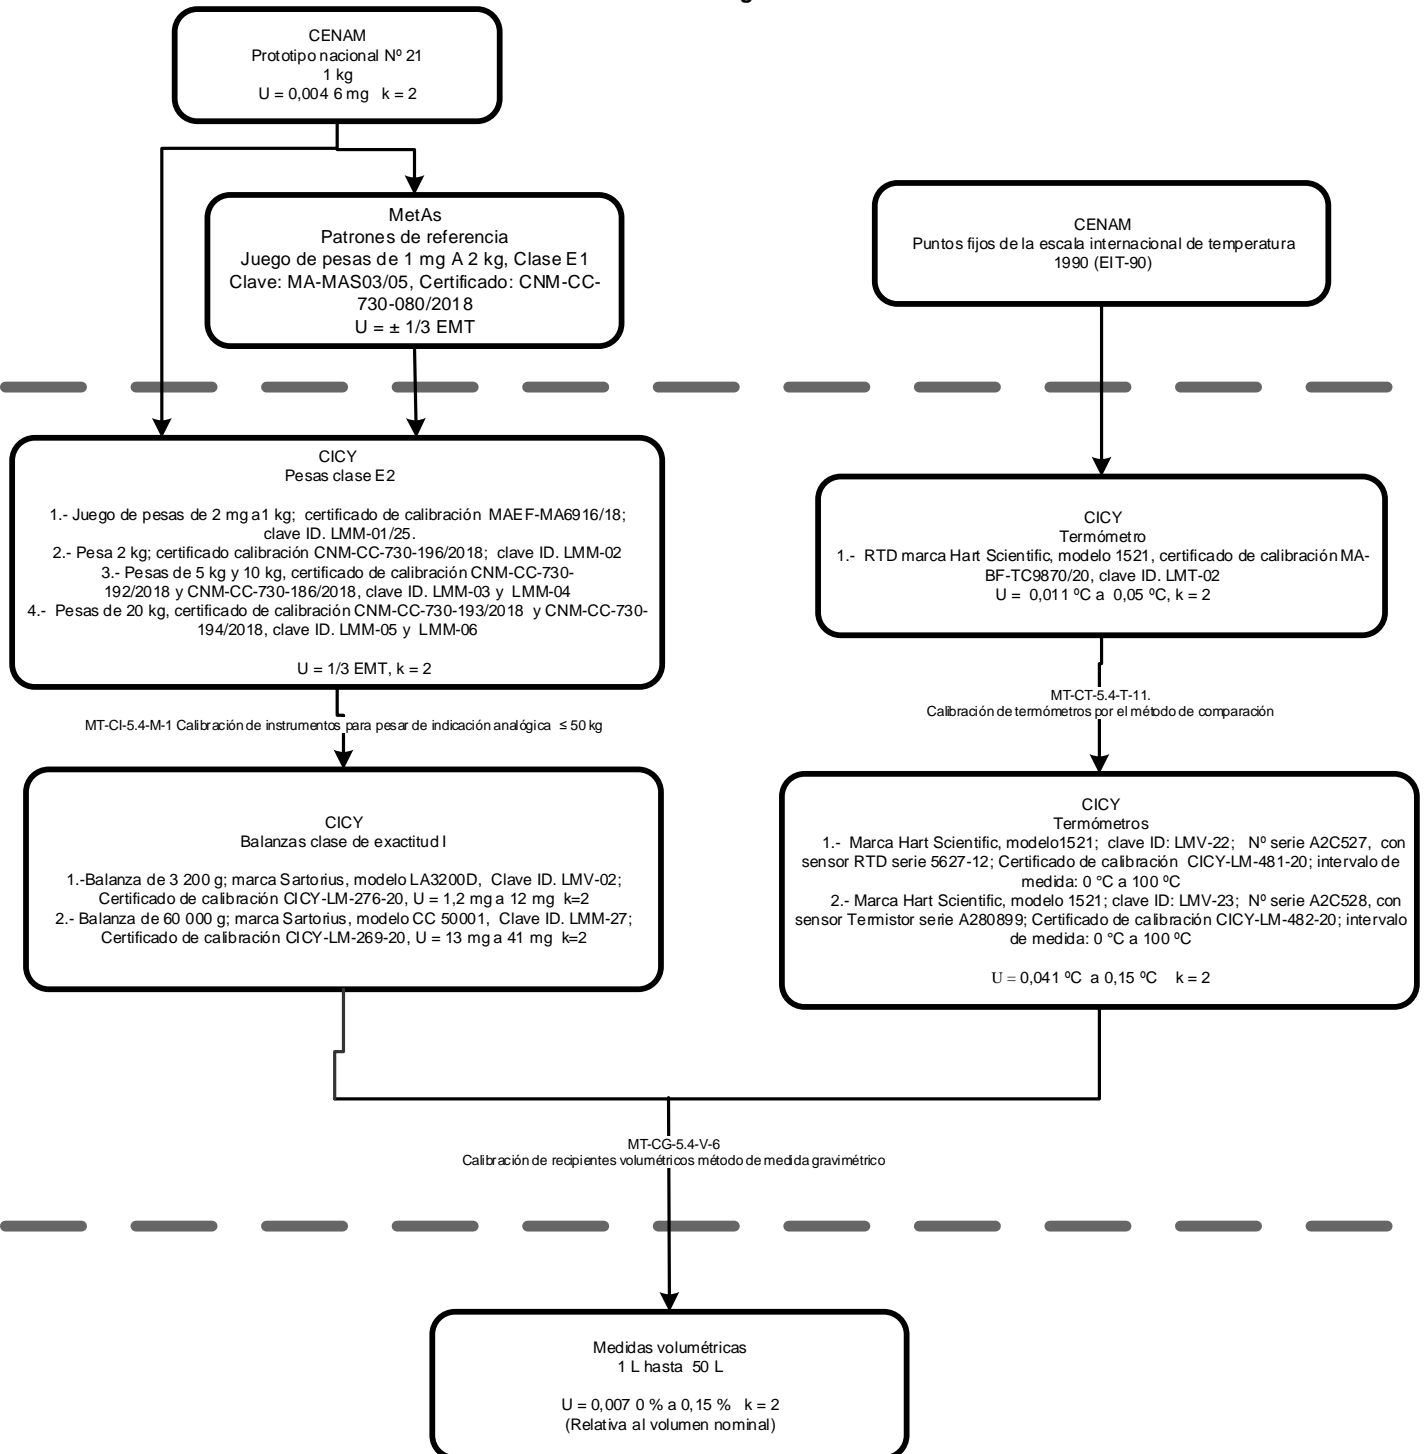 CENAM
Prototipo nacional Nº 21
1 kg
U = 0,004 6 mg k = 2
MetAs
Patrones de referencia
Juego de pesas de 1 mg A 2 kg, Clase E1
Clave: MA-MAS03/05, Certificado: CNM-CC-
730-080/2018
U = ± 1/3 EMT
CENAM
Puntos fijos de la escala internacional de temperatura
1990 (EIT-90)
CICY
Pesas clase E2
1.- Juego de pesas de 2 mg a1 kg; certificado de calibración MAEF-MA6916/18;
clave ID. LMM-01/25.
2.- Pesa 2 kg; certificado calibración CNM-CC-730-196/2018; clave ID. LMM-02
3.- Pesas de 5 kg y 10 kg, certificado de calibración CNM-CC-730-
192/2018 y CNM-CC-730-186/2018, clave ID. LMM-03 y LMM-04
4.- Pesas de 20 kg, certificado de calibración CNM-CC-730-193/2018 y CNM-CC-730-
194/2018, clave ID. LMM-05 y LMM-06
U = 1/3 EMT, k = 2
CICY
Termómetro
1.- RTD marca Hart Scientific, modelo 1521, certificado de calibración MA-
BF-TC9870/20, clave ID. LMT-02
U = 0,011 ºC a 0,05 ºC, k = 2
MT-CI-5.4-M-1 Calibración de instrumentos para pesar de indicación analógica ≤ 50 kg
MT-CT-5.4-T-11.
Calibración de termómetros por el método de comparación
CICY
Balanzas clase de exactitud I
1.-Balanza de 3 200 g; marca Sartorius, modelo LA3200D, Clave ID. LMV-02;
Certificado de calibración CICY-LM-276-20, U = 1,2 mg a 12 mg k=2
2.- Balanza de 60 000 g; marca Sartorius, modelo CC 50001, Clave ID. LMM-27;
Certificado de calibración CICY-LM-269-20, U = 13 mg a 41 mg k=2
CICY
Termómetros
1.- Marca Hart Scientific, modelo1521; clave ID: LMV-22; Nº serie A2C527, con
sensor RTD serie 5627-12; Certificado de calibración CICY-LM-481-20; intervalo de
medida: 0 °C a 100 ºC
2.- Marca Hart Scientific, modelo 1521; clave ID: LMV-23; Nº serie A2C528, con
sensor Termistor serie A280899; Certificado de calibración CICY-LM-482-20; intervalo
de medida: 0 °C a 100 ºC
U = 0,041 ºC a 0,15 ºC k = 2
MT-CG-5.4-V-6
Calibración de recipientes volumétricos método de medida gravimétrico
Medidas volumétricas
1 L hasta 50 L
U = 0,007 0 % a 0,15 % k = 2
(Relativa al volumen nominal)